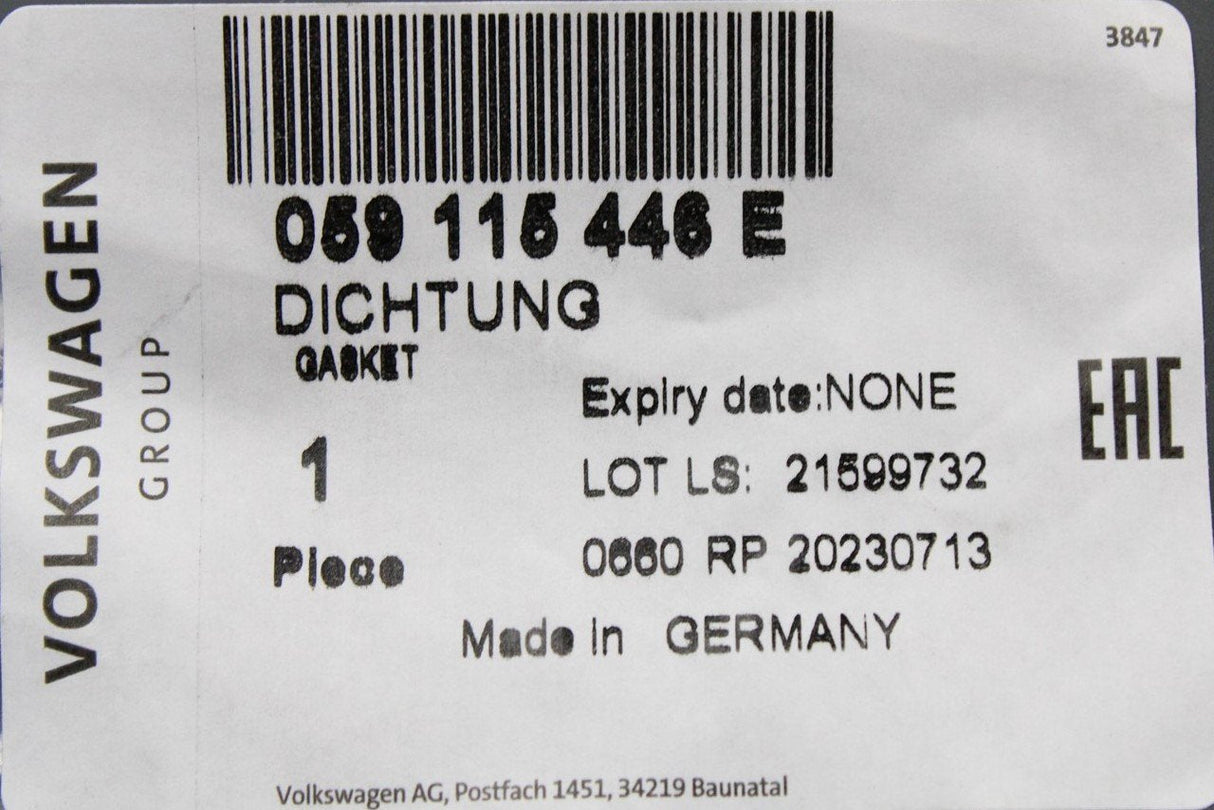 3847
VOLKSWAGEN
GROUP
059 115 446 E
DICHTUNG
GASKET
Expiry date:NONE
EAC
1
LOT LS: 21599732
Piece
0660 RP 20230713
Made in GERMANY
Volkswagen AG, Postfach 1451, 34219 Baunatal